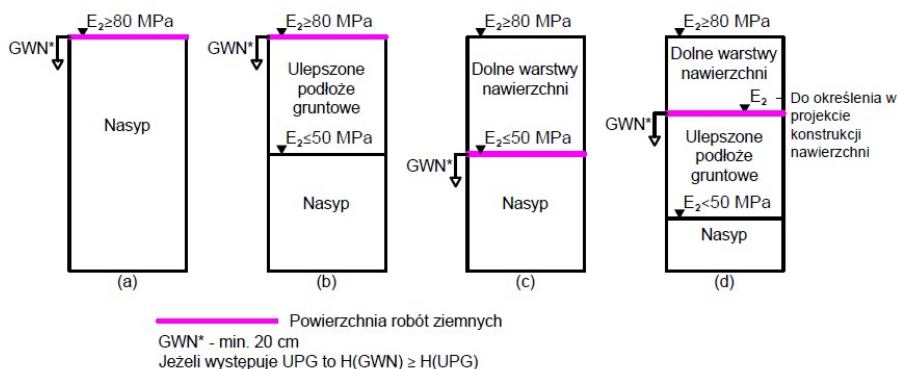 E₂≥80 MPa
GWN*
Nasyp
(a)
E₂≥80 MPa
GWN*
Ulepszone
podłoże
gruntowe
E₂≤50 MPa
Nasyp
(b)
E₂≥80 MPa
Dolne warstwy
nawierzchni
E₂≤50 MPa
GWN*
Nasyp
(c)
E₂≥80 MPa
Dolne warstwy
nawierzchni
E₂ – Do określenia w
projekcie
konstrukcji
nawierzchni
GWN*
Ulepszone
podłoże
gruntowe
E₂<50 MPa
Nasyp
(d)
Powierzchnia robót ziemnych
GWN* - min. 20 cm
Jeżeli występuje UPG to H(GWN) ≥ H(UPG)